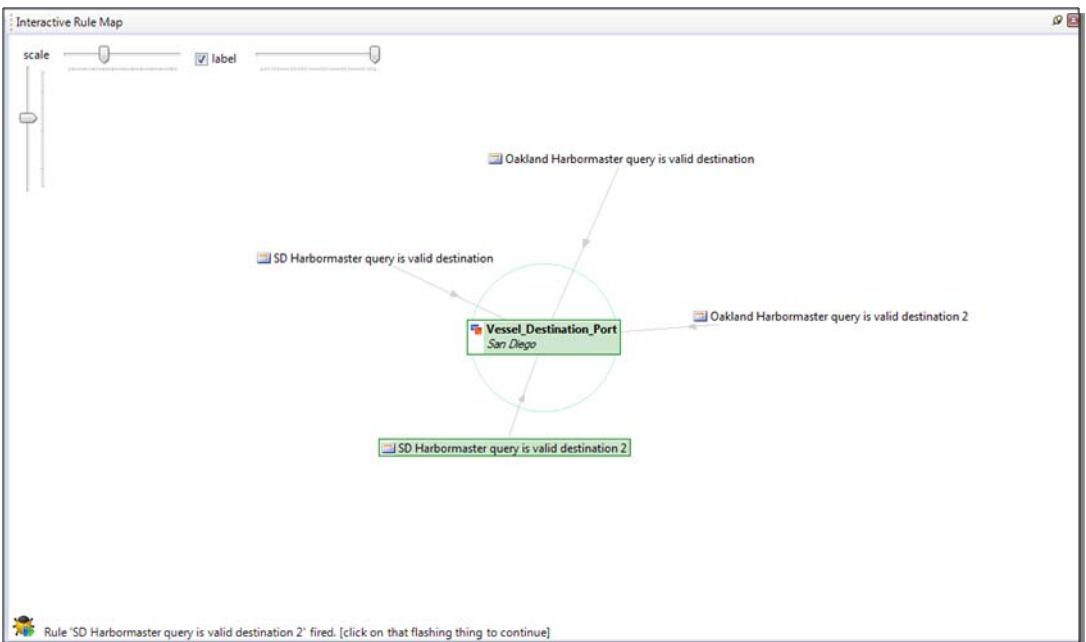 Interactive Rule Map
scale
label
Oakland Harbormaster query is valid destination
SD Harbormaster query is valid destination
Oakland Harbormaster query is valid destination 2
Vessel_Destination_Port
San Diego
SD Harbormaster query is valid destination 2
Rule 'SD Harbormaster query is valid destination 2' fired. [click on that flashing thing to continue]